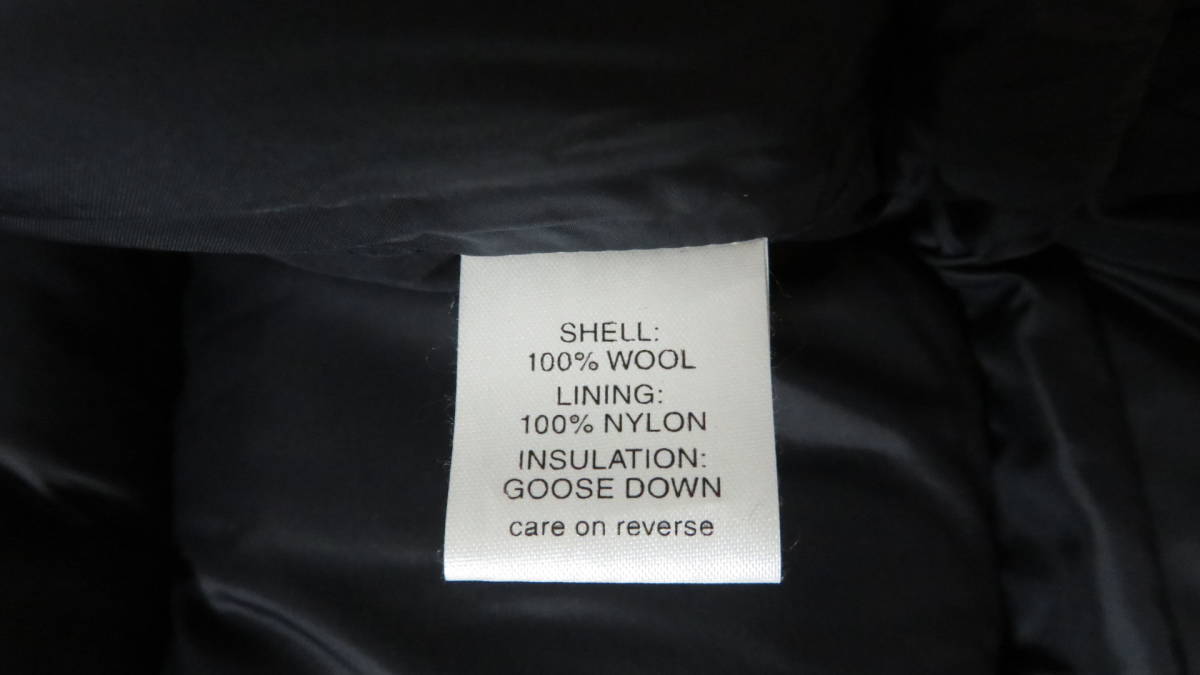 SHELL:
100% WOOL
LINING:
100% NYLON
INSULATION:
GOOSE DOWN
care on reverse